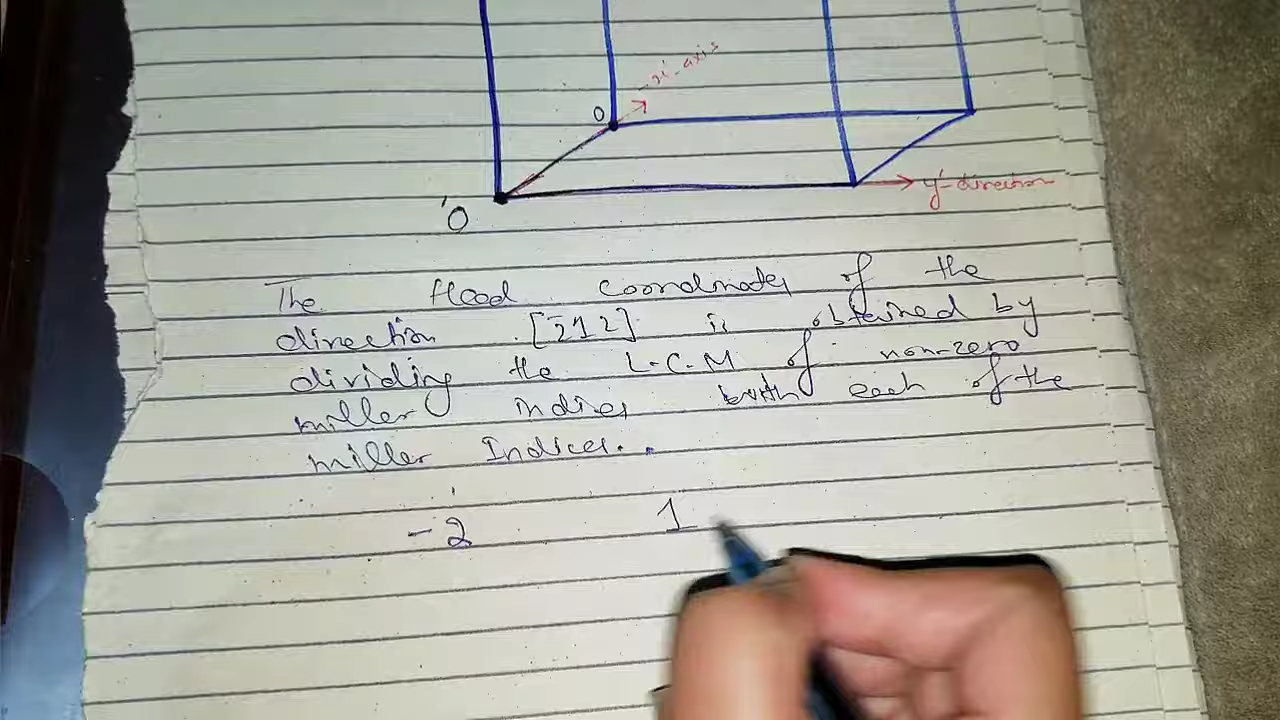 -x'-axis
O
y'-direction
'O
The Head coordinates of the
direction [2̄12] is obtained by
dividing the L.C.M of non-zero
miller indices with each of the
miller Indices.
-2 1